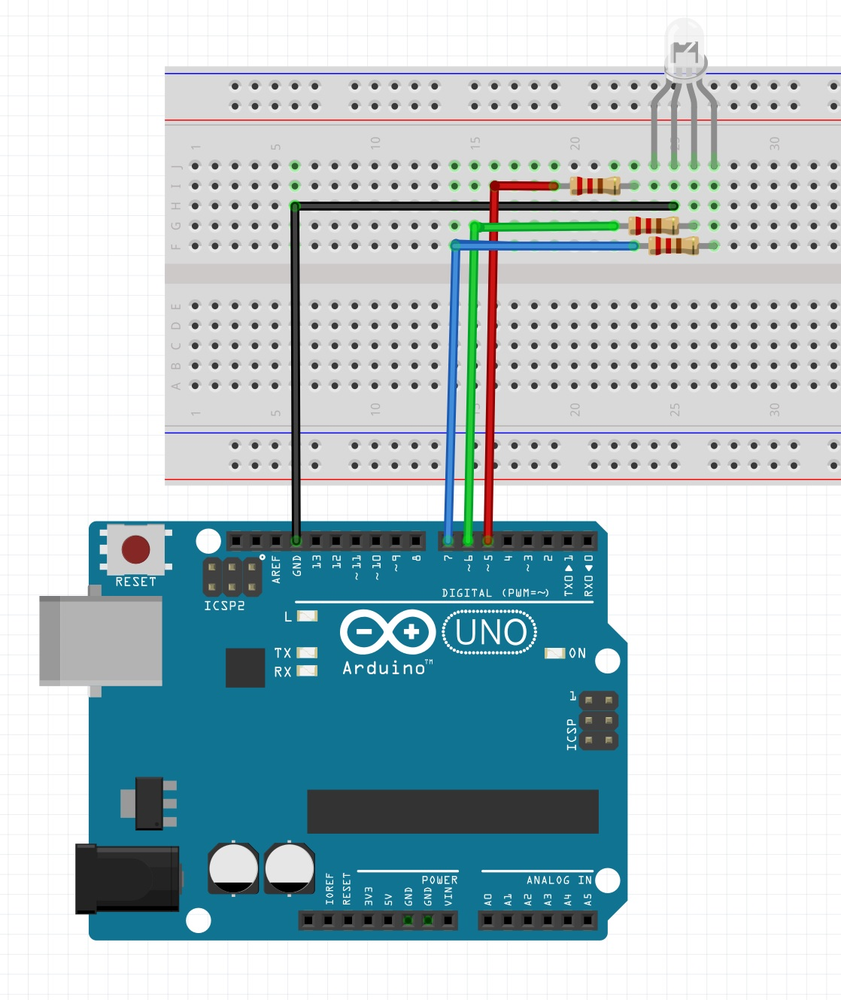 1 5 10 15 20 25 30
J
I
H
G
F
E
D
C
B
A
1 5 10 15 20 25 30
RESET
ICSP2
AREF GND 13 12 ~11 ~10 ~9 8 7 ~6 ~5 4 ~3 2 TX0▶1 RX0◀0
DIGITAL (PWM=~)
L
TX
RX
Arduino™
UNO
ON
1
ICSP
POWER
ANALOG IN
IOREF RESET 3V3 5V GND GND VIN A0 A1 A2 A3 A4 A5